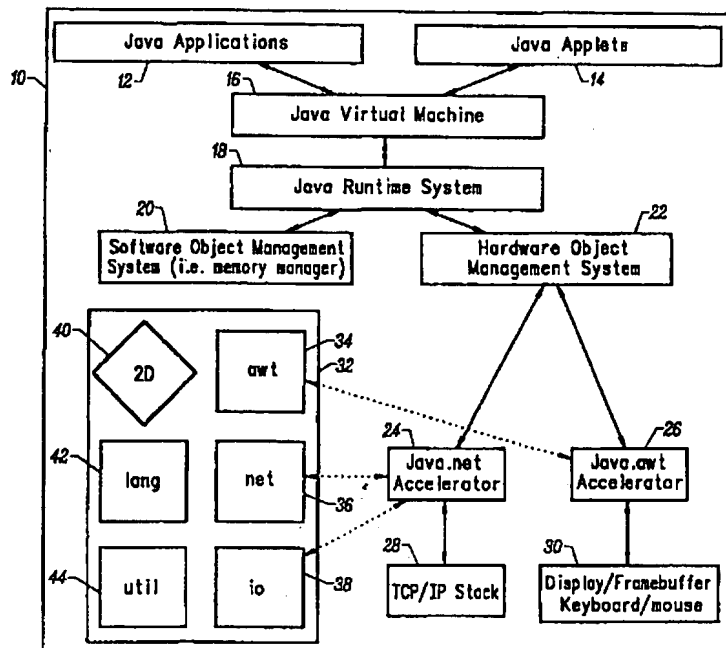 Java Applications
Java Applets
10
12
14
16
Java Virtual Machine
18
Java Runtime System
20
22
Software Object Management
System (i.e. memory manager)
Hardware Object
Management System
40
34
32
2D
awt
42
24
26
lang
net
Java.net
Accelerator
Java.awt
Accelerator
36
44
28
30
util
io
38
TCP/IP Stack
Display/Framebuffer
Keyboard/mouse